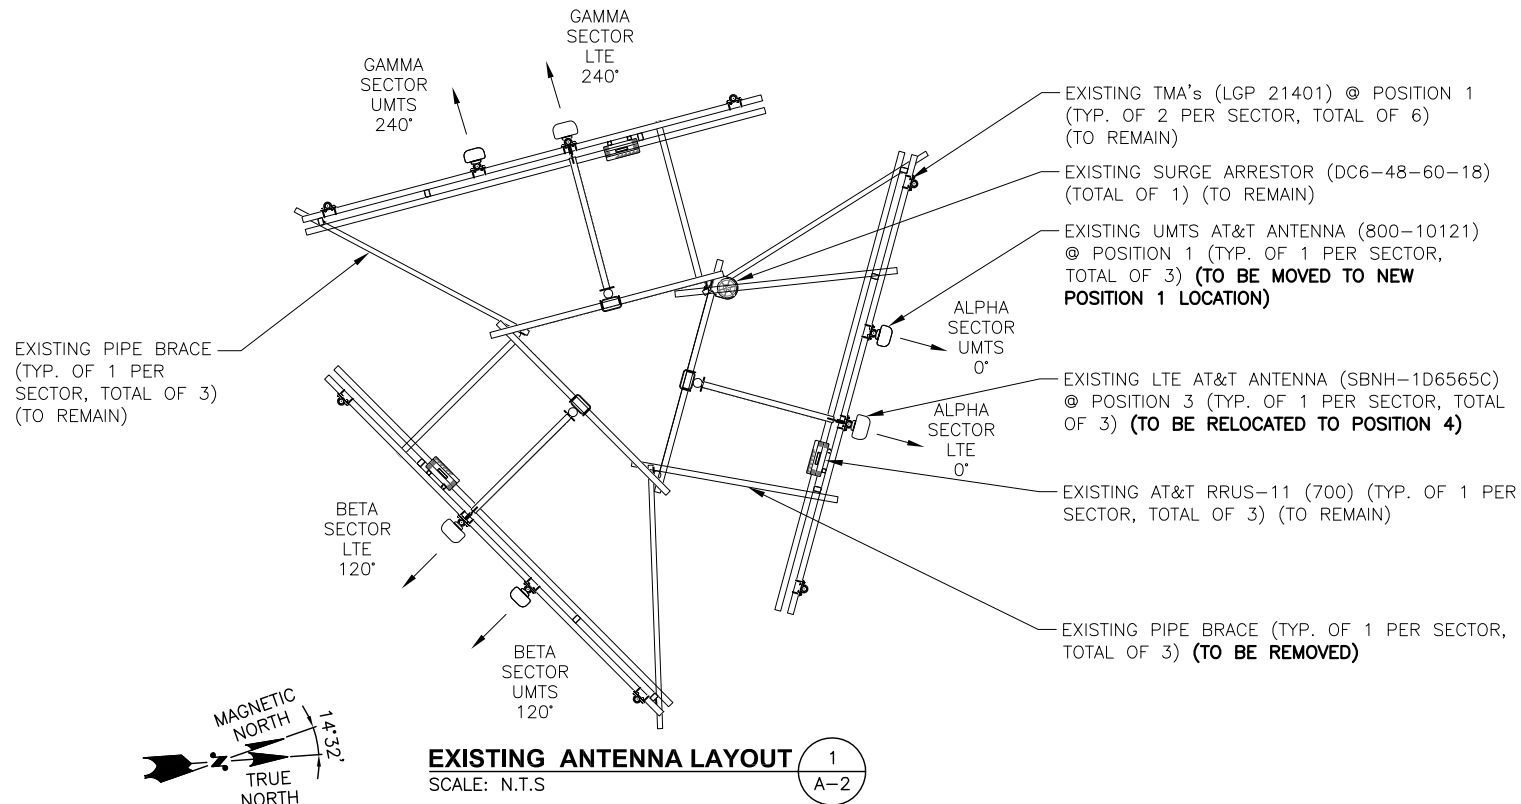 GAMMA
SECTOR
LTE
240°
GAMMA
SECTOR
UMTS
240°
EXISTING TMA's (LGP 21401) @ POSITION 1
(TYP. OF 2 PER SECTOR, TOTAL OF 6)
(TO REMAIN)
EXISTING SURGE ARRESTOR (DC6-48-60-18)
(TOTAL OF 1) (TO REMAIN)
EXISTING UMTS AT&T ANTENNA (800-10121)
@ POSITION 1 (TYP. OF 1 PER SECTOR,
TOTAL OF 3) (TO BE MOVED TO NEW
POSITION 1 LOCATION)
ALPHA
SECTOR
UMTS
0°
EXISTING PIPE BRACE
(TYP. OF 1 PER
SECTOR, TOTAL OF 3)
(TO REMAIN)
EXISTING LTE AT&T ANTENNA (SBNH-1D6565C)
@ POSITION 3 (TYP. OF 1 PER SECTOR, TOTAL
OF 3) (TO BE RELOCATED TO POSITION 4)
ALPHA
SECTOR
LTE
0°
EXISTING AT&T RRUS-11 (700) (TYP. OF 1 PER
SECTOR, TOTAL OF 3) (TO REMAIN)
BETA
SECTOR
LTE
120°
EXISTING PIPE BRACE (TYP. OF 1 PER SECTOR,
TOTAL OF 3) (TO BE REMOVED)
BETA
SECTOR
UMTS
120°
MAGNETIC
NORTH
14°32'
N
TRUE
NORTH
EXISTING ANTENNA LAYOUT
SCALE: N.T.S
1
A-2